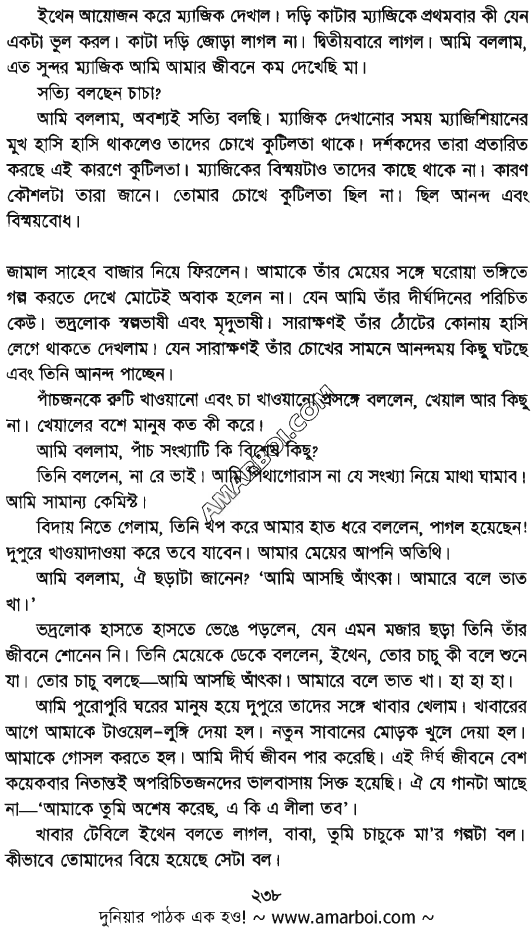 ইথেন আয়োজন করে ম্যাজিক দেখাল। দড়ি কাটার ম্যাজিকে প্রথমবার কী যেন
একটা ভুল করল। কাটা দড়ি জোড়া লাগল না। দ্বিতীয়বারে লাগল। আমি বললাম,
এত সুন্দর ম্যাজিক আমি আমার জীবনে কম দেখেছি মা।
সত্যি বলছেন চাচা?
আমি বললাম, অবশ্যই সত্যি বলছি। ম্যাজিক দেখানোর সময় ম্যাজিশিয়ানের
মুখ হাসি হাসি থাকলেও তাদের চোখে কুটিলতা থাকে। দর্শকদের তারা প্রতারিত
করছে এই কারণে কুটিলতা। ম্যাজিকের বিস্ময়টাও তাদের কাছে থাকে না। কারণ
কৌশলটা তারা জানে। তোমার চোখে কুটিলতা ছিল না। ছিল আনন্দ এবং
বিস্ময়বোধ।
জামাল সাহেব বাজার নিয়ে ফিরলেন। আমাকে তাঁর মেয়ের সঙ্গে ঘরোয়া ভঙ্গিতে
গল্প করতে দেখে মোটেই অবাক হলেন না। যেন আমি তাঁর দীর্ঘদিনের পরিচিত
কেউ। ভদ্রলোক স্বল্পভাষী এবং মৃদুভাষী। সারাক্ষণই তাঁর ঠোঁটের কোনায় হাসি
লেগে থাকতে দেখলাম। যেন সারাক্ষণই তাঁর চোখের সামনে আনন্দময় কিছু ঘটছে
এবং তিনি আনন্দ পাচ্ছেন।
পাঁচজনকে রুটি খাওয়ানো এবং চা খাওয়ানো প্রসঙ্গে বললেন, খেয়াল আর কিছু
না। খেয়ালের বশে মানুষ কত কী করে!
আমি বললাম, পাঁচ সংখ্যাটি কি বিশেষ কিছু?
তিনি বললেন, না রে ভাই। আমি পিথাগোরাস না যে সংখ্যা নিয়ে মাথা ঘামাব।
আমি সামান্য কেমিস্ট।
বিদায় নিতে গেলাম, তিনি খপ করে আমার হাত ধরে বললেন, পাগল হয়েছেন!
দুপুরে খাওয়াদাওয়া করে তবে যাবেন। আমার মেয়ের আপনি অতিথি।
আমি বললাম, ঐ ছড়াটা জানেন? ‘আমি আসছি আঁৎকা। আমারে বলে ভাত
খা।’
ভদ্রলোক হাসতে হাসতে ভেঙে পড়লেন, যেন এমন মজার ছড়া তিনি তাঁর
জীবনে শোনেন নি। তিনি মেয়েকে ডেকে বললেন, ইথেন, তোর চাচু কী বলে শুনে
যা। তোর চাচু বলছে—আমি আসছি আঁৎকা। আমারে বলে ভাত খা। হা হা হা।
আমি পুরোপুরি ঘরের মানুষ হয়ে দুপুরে তাদের সঙ্গে খাবার খেলাম। খাবারের
আগে আমাকে টাওয়েল-লুঙ্গি দেয়া হল। নতুন সাবানের মোড়ক খুলে দেয়া হল।
আমাকে গোসল করতে হল। আমি দীর্ঘ জীবন পার করেছি। এই দীর্ঘ জীবনে বেশ
কয়েকবার নিতান্তই অপরিচিতজনদের ভালবাসায় সিক্ত হয়েছি। ঐ যে গানটা আছে
না—‘আমাকে তুমি অশেষ করেছ, এ কি এ লীলা তব’।
খাবার টেবিলে ইথেন বলতে লাগল, বাবা, তুমি চাচুকে মা'র গল্পটা বল।
কীভাবে তোমাদের বিয়ে হয়েছে সেটা বল।
২৩৮
দুনিয়ার পাঠক এক হও! ~ www.amarboi.com ~
AMARBOI.COM